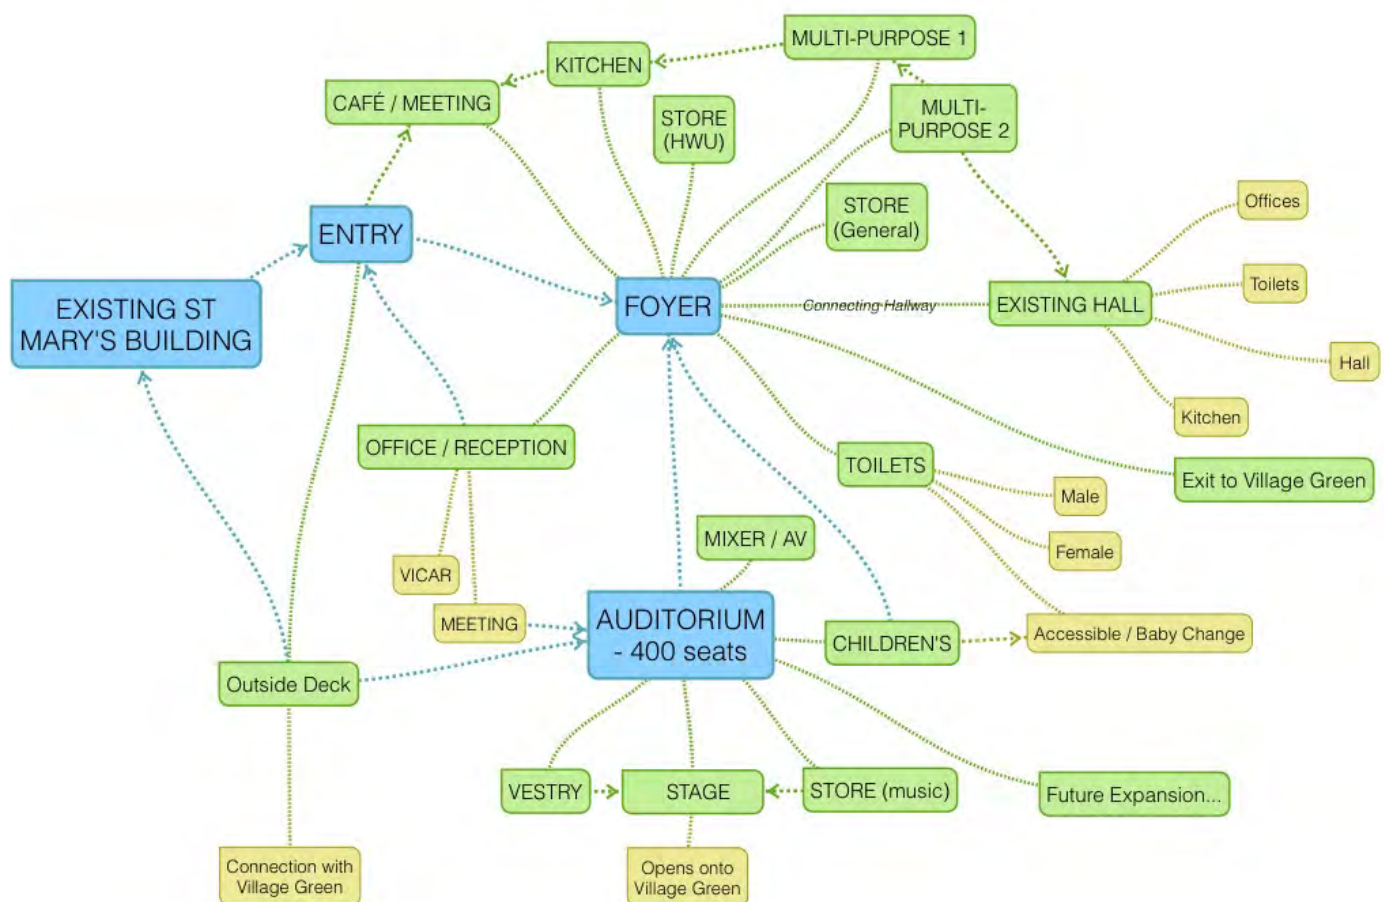 MULTI-PURPOSE 1
KITCHEN
CAFÉ / MEETING
STORE
(HWU)
MULTI-
PURPOSE 2
STORE
(General)
Offices
ENTRY
Toilets
EXISTING ST
MARY'S BUILDING
FOYER
Connecting Hallway
EXISTING HALL
Hall
Kitchen
OFFICE / RECEPTION
TOILETS
Exit to Village Green
Male
MIXER / AV
Female
VICAR
MEETING
AUDITORIUM
- 400 seats
CHILDREN'S
Accessible / Baby Change
Outside Deck
VESTRY
STAGE
STORE (music)
Future Expansion...
Connection with
Village Green
Opens onto
Village Green